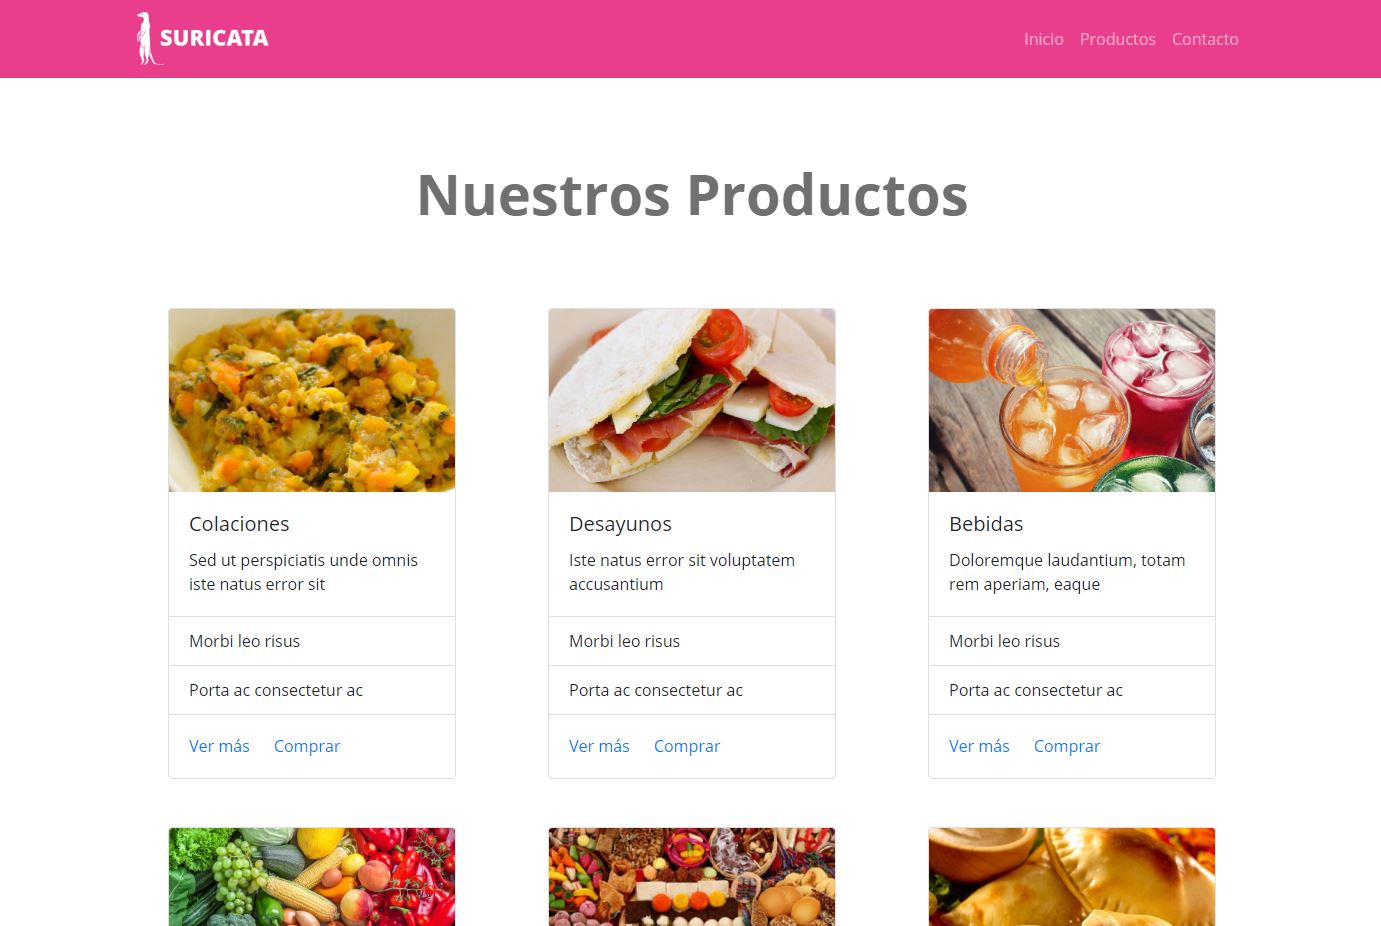 SURICATA
Inicio Productos Contacto
Nuestros Productos
Colaciones
Sed ut perspiciatis unde omnis
iste natus error sit
Morbi leo risus
Porta ac consectetur ac
Ver más Comprar
Desayunos
Iste natus error sit voluptatem
accusantium
Morbi leo risus
Porta ac consectetur ac
Ver más Comprar
Bebidas
Doloremque laudantium, totam
rem aperiam, eaque
Morbi leo risus
Porta ac consectetur ac
Ver más Comprar